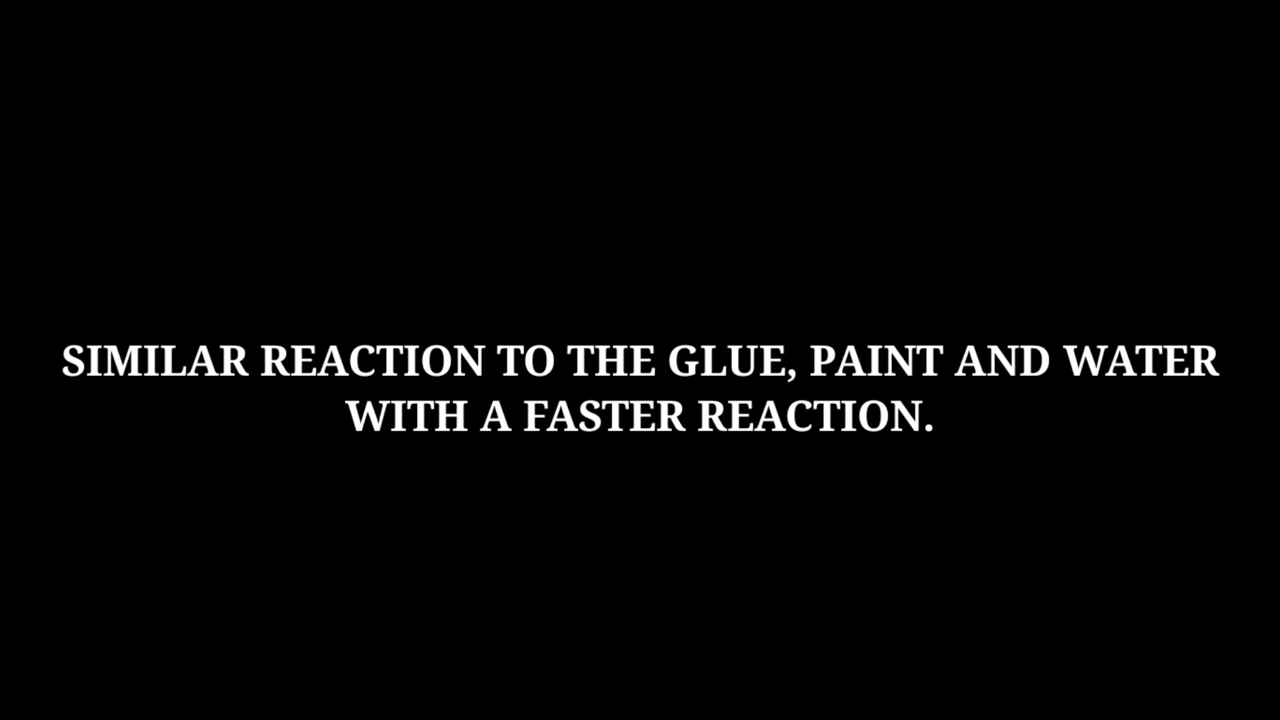 SIMILAR REACTION TO THE GLUE, PAINT AND WATER
WITH A FASTER REACTION.